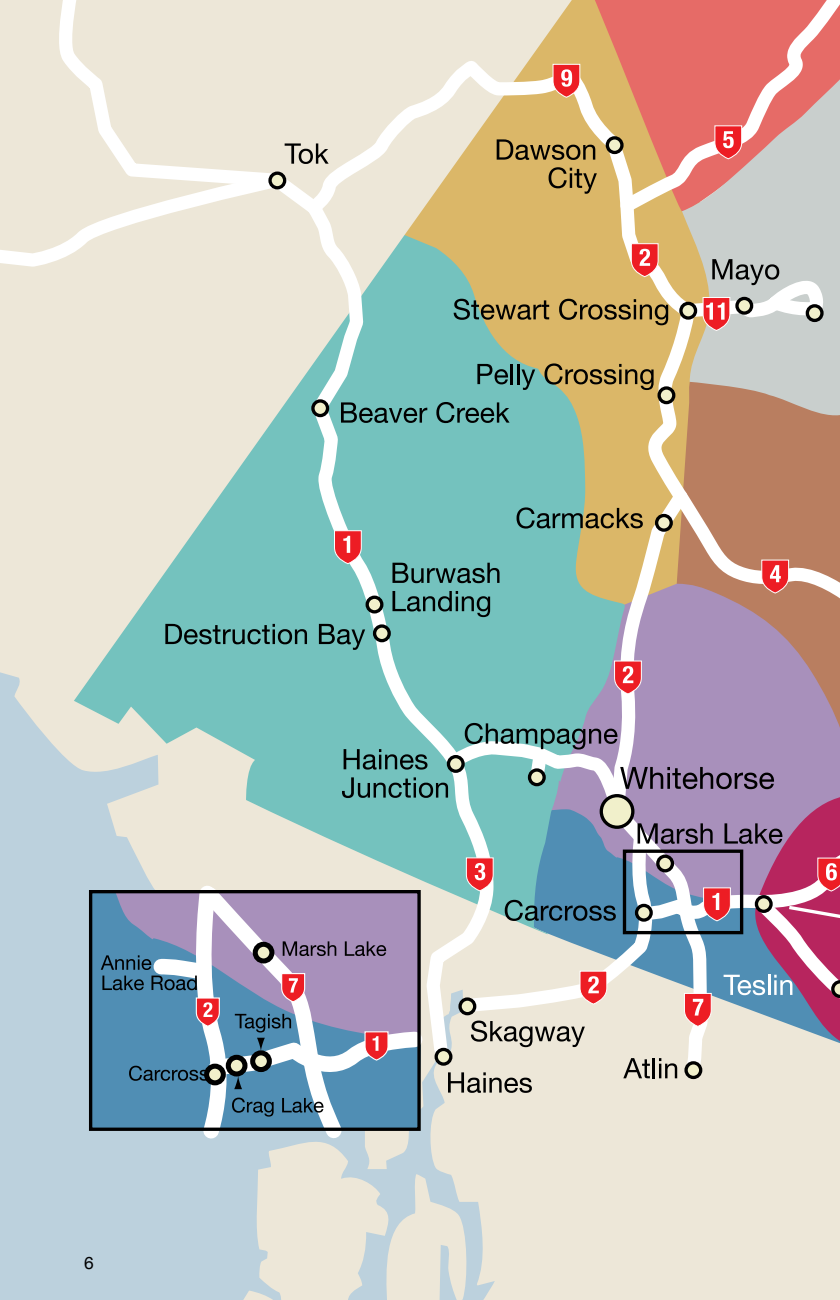 9
5
Tok
Dawson
City
2
Mayo
Stewart Crossing
11
Pelly Crossing
Beaver Creek
Carmacks
1
4
Burwash
Landing
Destruction Bay
2
Champagne
Haines
Junction
Whitehorse
Marsh Lake
3
6
1
Carcross
Teslin
2
7
Skagway
Atlin
Haines
Marsh Lake
Annie
Lake Road
7
2
Tagish
1
Carcross
Crag Lake
6